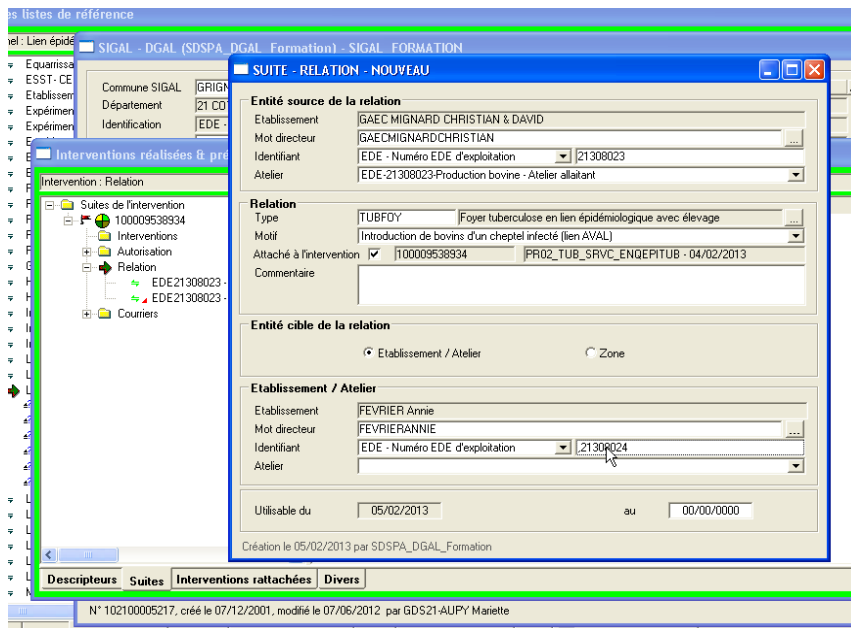 es listes de référence
nel : Lien épidé
SIGAL - DGAL (SDSPA_DGAL_Formation) - SIGAL_FORMATION
Equarrissa
ESST- CE
Etablissem
Expérimen
Expérimen
Commune SIGAL GRIGN
Département 21 CO
Identification EDE -
SUITE - RELATION - NOUVEAU
Entité source de la relation
Etablissement GAEC MIGNARD CHRISTIAN & DAVID
Mot directeur GAECMIGNARDCHRISTIAN ...
Identifiant EDE - Numéro EDE d'exploitation 21308023
Atelier EDE-21308023-Production bovine - Atelier allaitant
Relation
Type TUBFOY Foyer tuberculose en lien épidémiologique avec élevage ...
Motif Introduction de bovins d'un cheptel infecté (lien AVAL)
Attaché à l'intervention 100009538934 PR02_TUB_SRVC_ENQEPITUB - 04/02/2013
Commentaire
Entité cible de la relation
Etablissement / Atelier Zone
Etablissement / Atelier
Etablissement FEVRIER Annie
Mot directeur FEVRIERANNIE ...
Identifiant EDE - Numéro EDE d'exploitation ,21308024
Atelier
Utilisable du 05/02/2013 au 00/00/0000
Création le 05/02/2013 par SDSPA_DGAL_Formation
Interventions réalisées & pré
Intervention : Relation
Suites de l'intervention
100009538934
Interventions
Autorisation
Relation
EDE21308023 -
EDE21308023 -
Courriers
Descripteurs Suites Interventions rattachées Divers
N° 102100005217, créé le 07/12/2001, modifié le 07/06/2012 par GDS21-AUPY Mariette